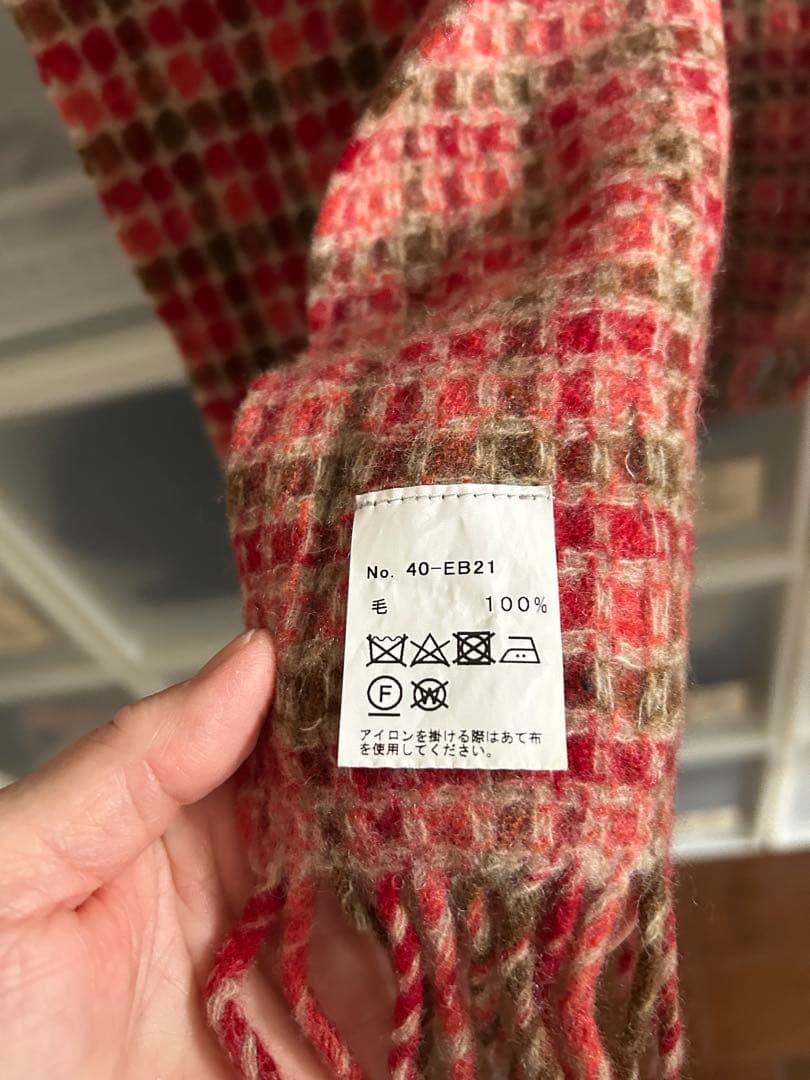 No. 40-EB21
毛 100%
F W
アイロンを掛ける際はあて布
を使用してください。